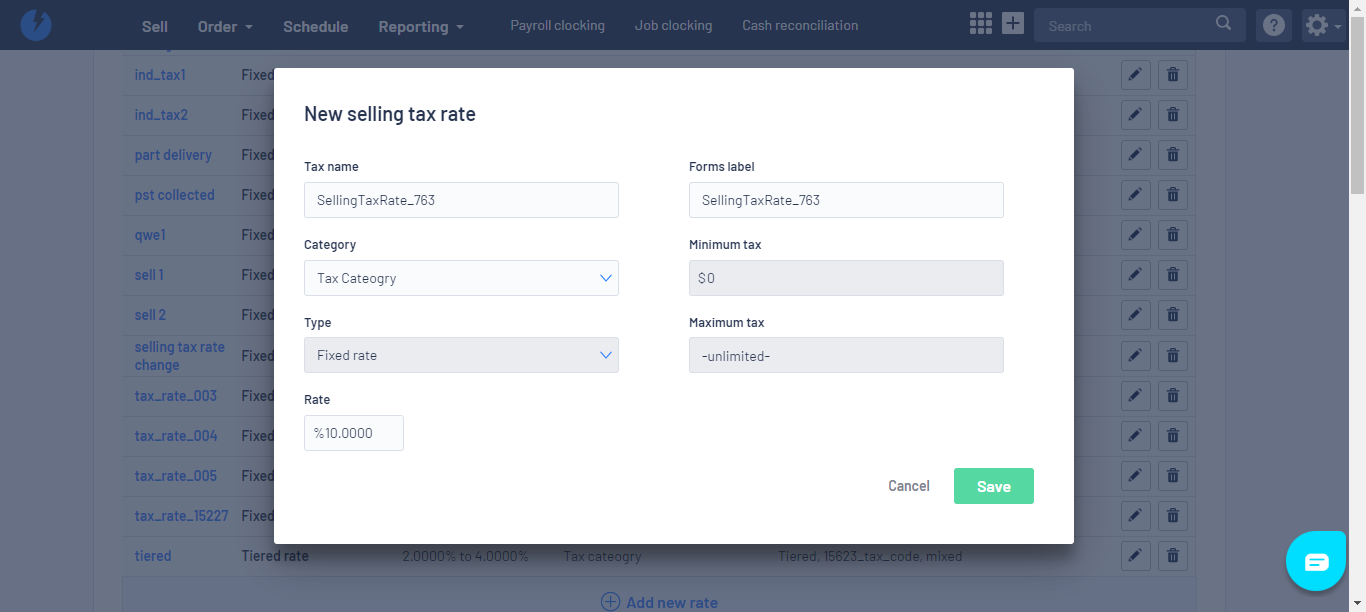 Sell Order Schedule Reporting Payroll clocking Job clocking Cash reconciliation Search
ind_tax1 Fixed
ind_tax2 Fixed
part delivery Fixed
pst collected Fixed
qwe1 Fixed
sell 1 Fixed
sell 2 Fixed
selling tax rate
change Fixed
tax_rate_003 Fixed
tax_rate_004 Fixed
tax_rate_005 Fixed
tax_rate_15227 Fixed
tiered Tiered rate 2.0000% to 4.0000% Tax cateogry Tiered, 15623_tax_code, mixed
Add new rate
New selling tax rate
Tax name Forms label
SellingTaxRate_763 SellingTaxRate_763
Category Minimum tax
Tax Cateogry $0
Type Maximum tax
Fixed rate -unlimited-
Rate
%10.0000
Cancel Save